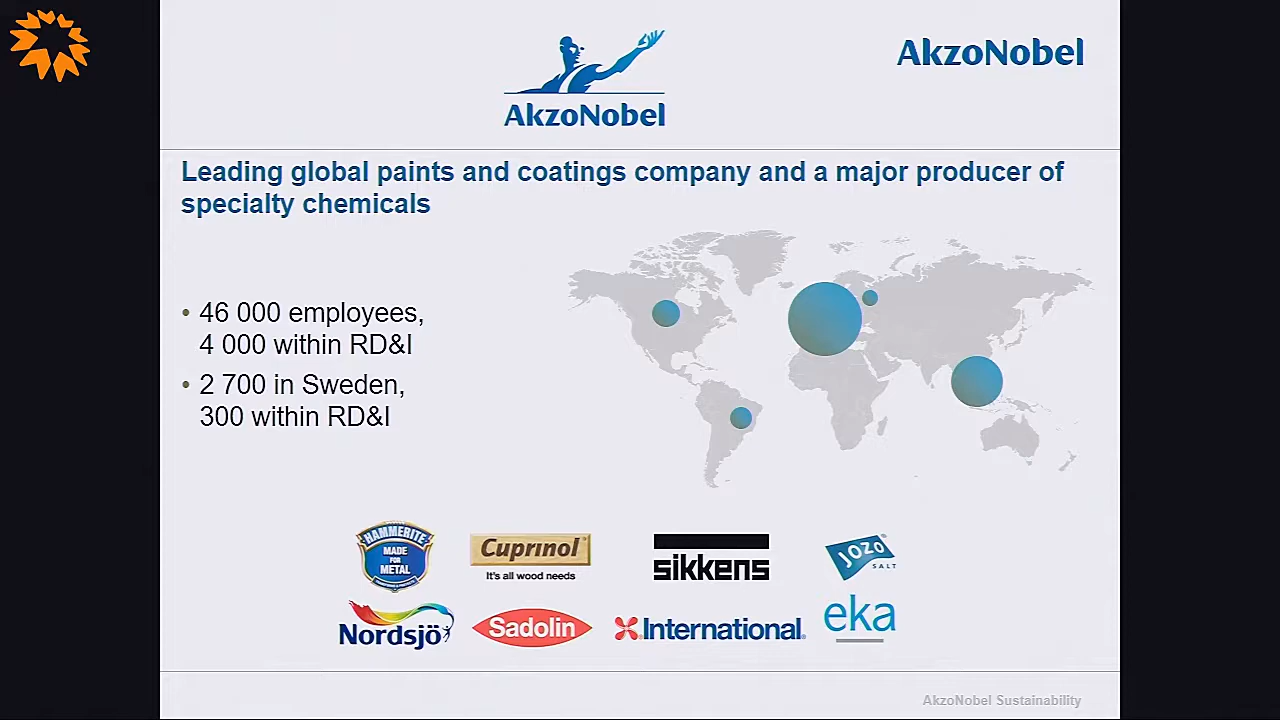 AkzoNobel
AkzoNobel
Leading global paints and coatings company and a major producer of
specialty chemicals
• 46 000 employees,
4 000 within RD&I
• 2 700 in Sweden,
300 within RD&I
HAMMERITE
MADE
FOR
METAL
Cuprinol
It's all wood needs
sikkens
JOZO®
SALT
Nordsjö
Sadolin
International
eka
AkzoNobel Sustainability